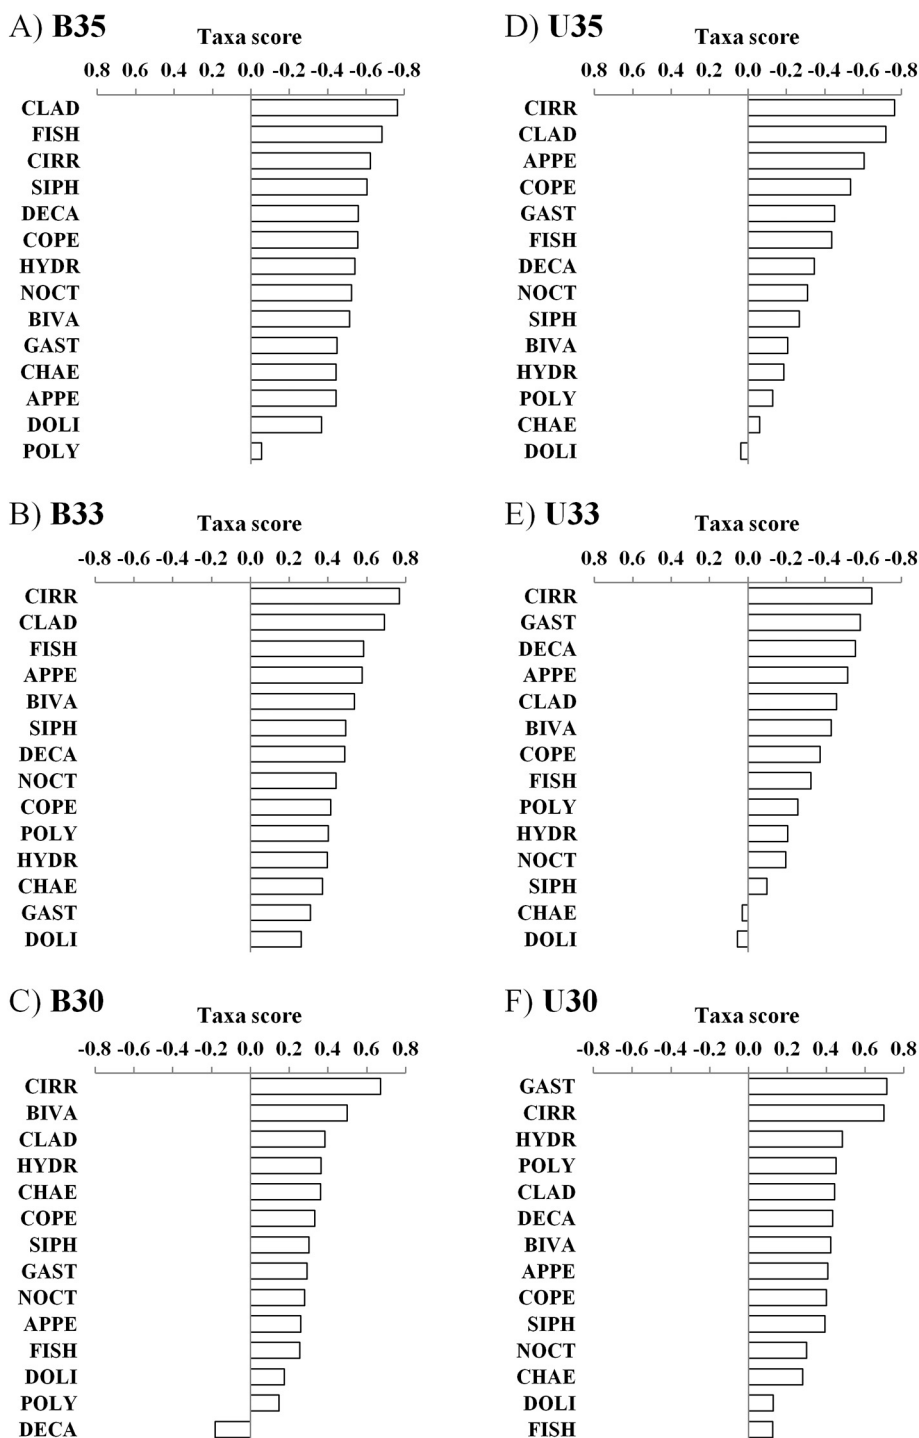 A) B35
Taxa score
0.8 0.6 0.4 0.2 0.0 -0.2 -0.4 -0.6 -0.8
CLAD
FISH
CIRR
SIPH
DECA
COPE
HYDR
NOCT
BIVA
GAST
CHAE
APPE
DOLI
POLY
B) B33
Taxa score
-0.8 -0.6 -0.4 -0.2 0.0 0.2 0.4 0.6 0.8
CIRR
CLAD
FISH
APPE
BIVA
SIPH
DECA
NOCT
COPE
POLY
HYDR
CHAE
GAST
DOLI
C) B30
Taxa score
-0.8 -0.6 -0.4 -0.2 0.0 0.2 0.4 0.6 0.8
CIRR
BIVA
CLAD
HYDR
CHAE
COPE
SIPH
GAST
NOCT
APPE
FISH
DOLI
POLY
DECA
D) U35
Taxa score
0.8 0.6 0.4 0.2 0.0 -0.2 -0.4 -0.6 -0.8
CIRR
CLAD
APPE
COPE
GAST
FISH
DECA
NOCT
SIPH
BIVA
HYDR
POLY
CHAE
DOLI
E) U33
Taxa score
0.8 0.6 0.4 0.2 0.0 -0.2 -0.4 -0.6 -0.8
CIRR
GAST
DECA
APPE
CLAD
BIVA
COPE
FISH
POLY
HYDR
NOCT
SIPH
CHAE
DOLI
F) U30
Taxa score
-0.8 -0.6 -0.4 -0.2 0.0 0.2 0.4 0.6 0.8
GAST
CIRR
HYDR
POLY
CLAD
DECA
BIVA
APPE
COPE
SIPH
NOCT
CHAE
DOLI
FISH